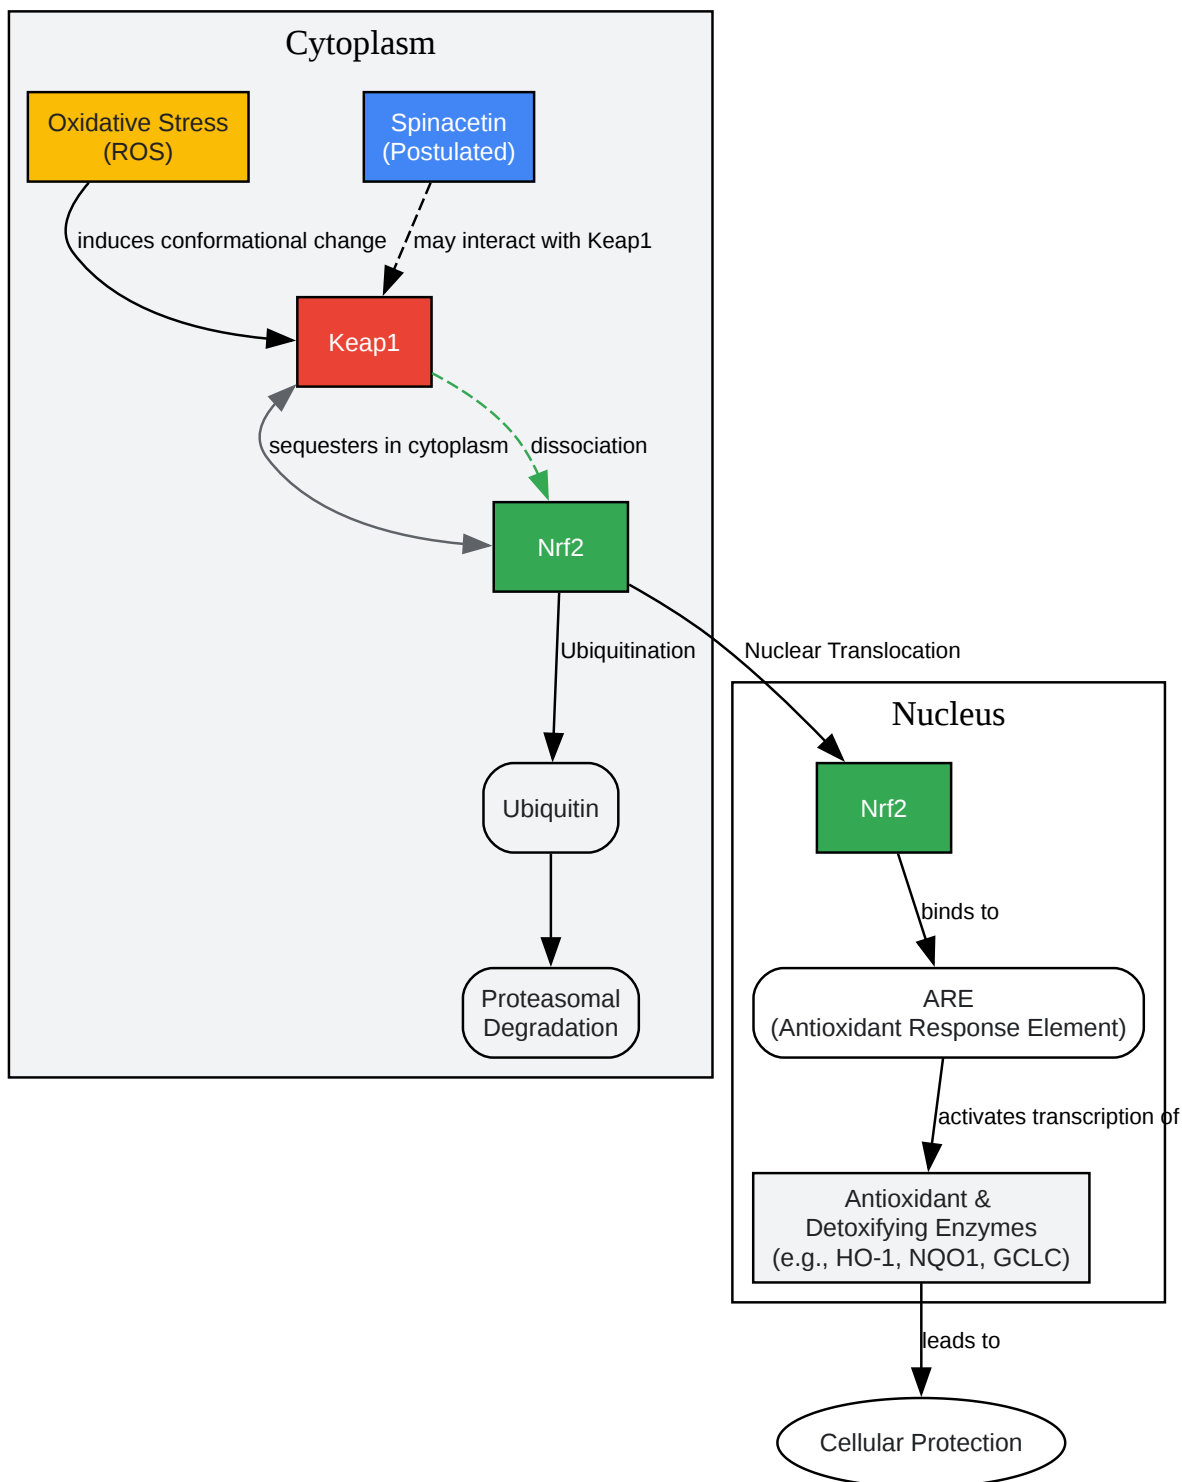 Cytoplasm
Oxidative Stress
(ROS)
Spinacetin
(Postulated)
induces conformational change
may interact with Keap1
Keap1
sequesters in cytoplasm
dissociation
Nrf2
Ubiquitination
Nuclear Translocation
Nucleus
Ubiquitin
Nrf2
binds to
Proteasomal
Degradation
ARE
(Antioxidant Response Element)
activates transcription of
Antioxidant &
Detoxifying Enzymes
(e.g., HO-1, NQO1, GCLC)
leads to
Cellular Protection